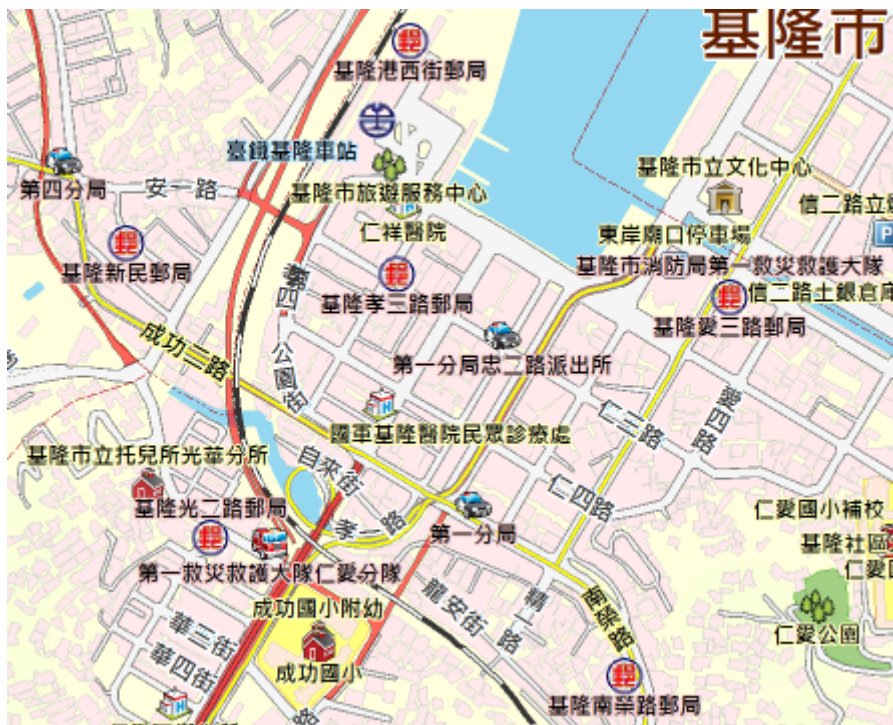 基隆市
基隆港西街郵局
臺鐵基隆車站
基隆市立文化中心
第四分局
安一路
基隆市旅遊服務中心
信二路立
仁祥醫院
東岸廟口停車場
P
基隆新民郵局
基隆市消防局第一救災救護大隊
孝四
基隆孝三路郵局
信二路土銀倉庫
基隆愛三路郵局
成功二路
公園街
第一分局忠二路派出所
愛四路
仁三路
國軍基隆醫院民眾診療處
基隆市立托兒所光華分所
自來街
仁四路
基隆光二路郵局
孝一路
第一分局
仁愛國小補校
基隆社區
第一救災救護大隊仁愛分隊
仁愛
成功國小附幼
龍安街
精一路
南榮路
華三街
仁愛公園
華四街
成功國小
基隆南榮路郵局